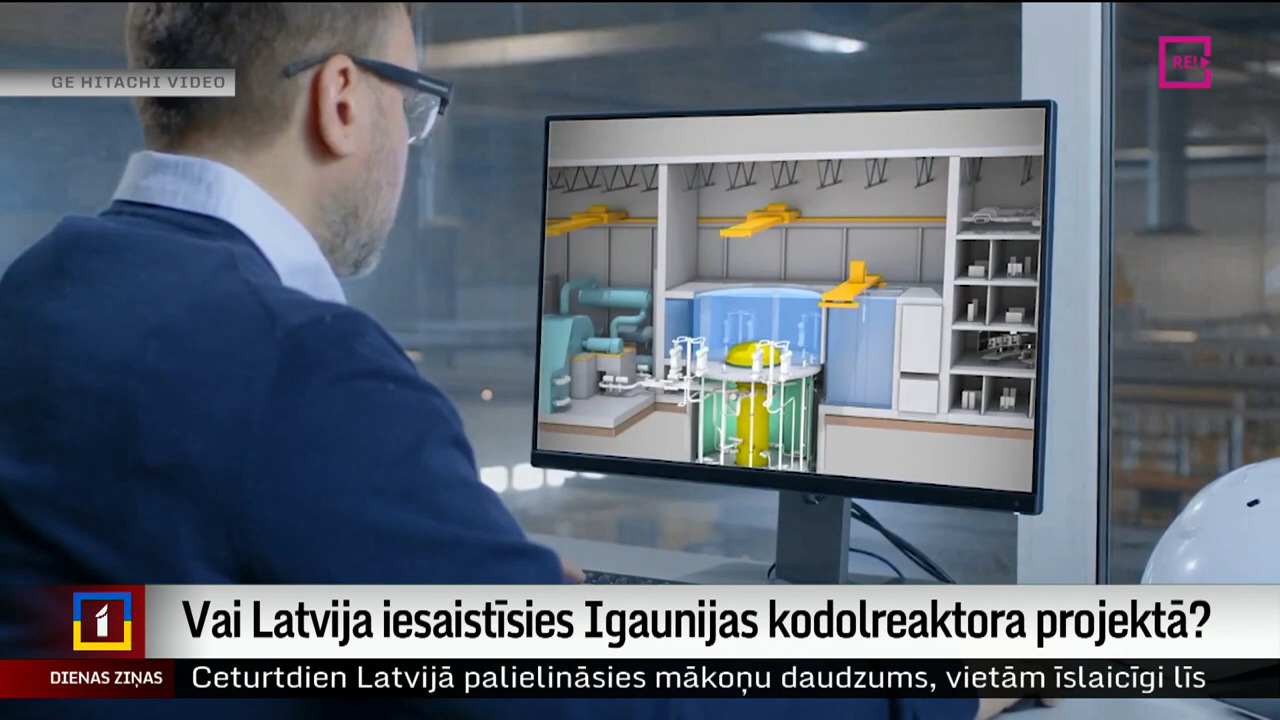 GE HITACHI VIDEO
RE!
1
Vai Latvija iesaistīsies Igaunijas kodolreaktora projektā?
DIENAS ZIŅAS
Ceturtdien Latvijā palielināsies mākoņu daudzums, vietām īslaicīgi līs